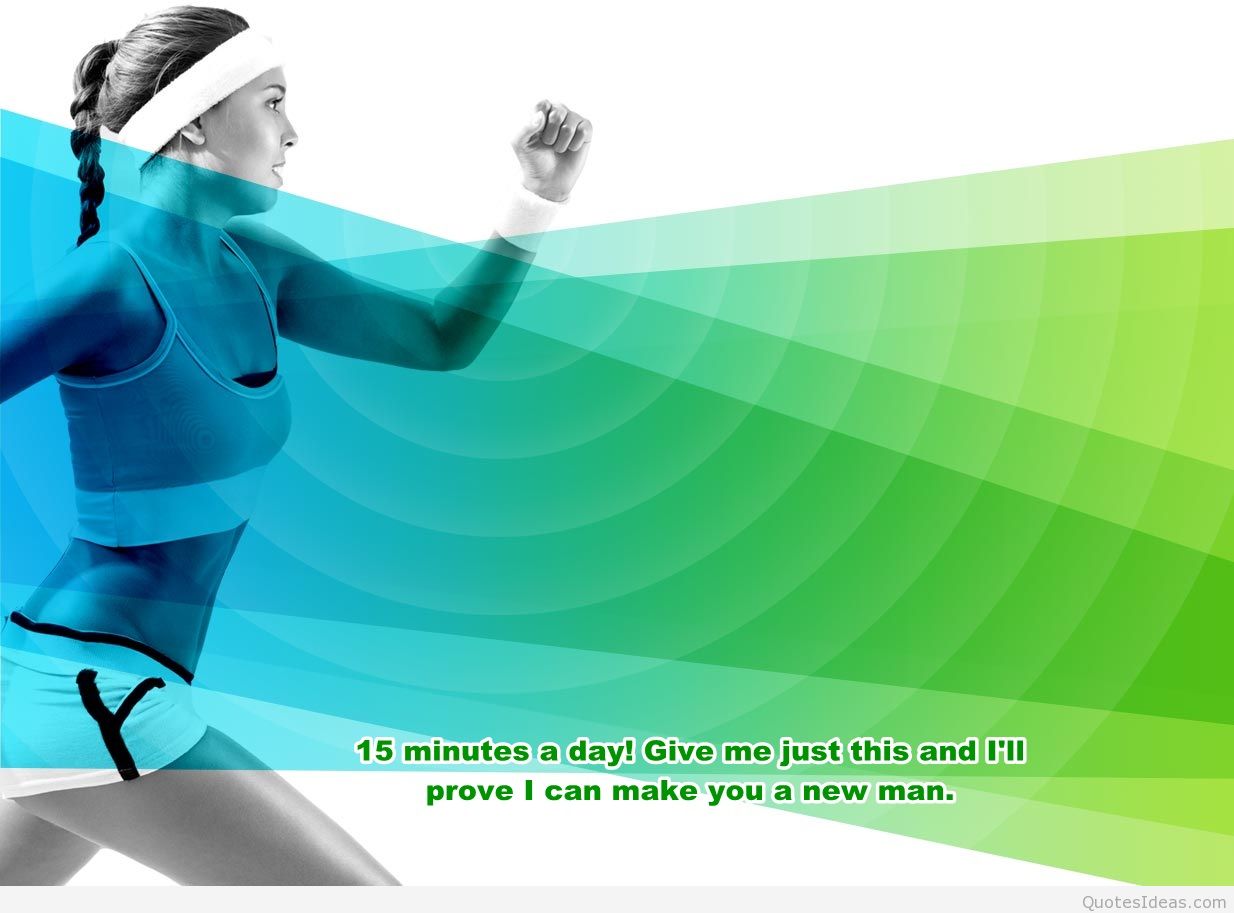 15 minutes a day! Give me just this and I'll
prove I can make you a new man.
QuotesIdeas.com